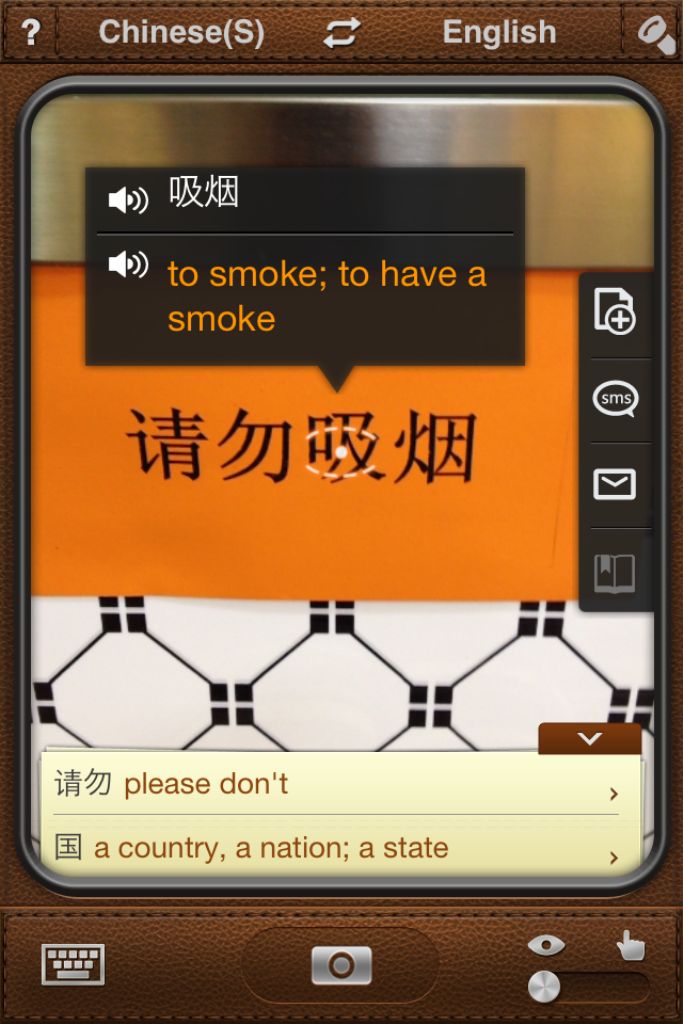 ? Chinese(S) English
吸烟
to smoke; to have a
smoke
sms
请勿吸烟
请勿 please don't
国 a country, a nation; a state